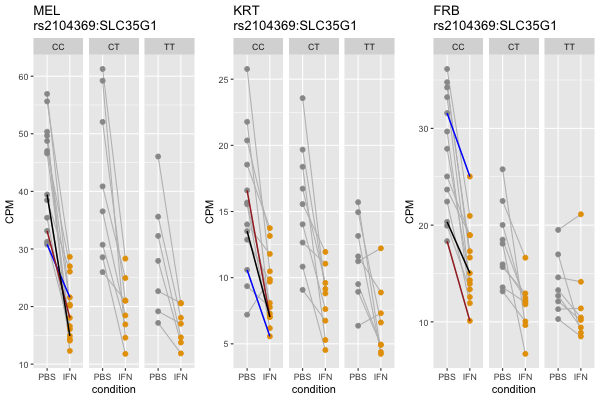 MEL
rs2104369:SLC35G1
CC CT TT
60
50
40
30
20
10
CPM
PBS IFN PBS IFN PBS IFN
condition
KRT
rs2104369:SLC35G1
CC CT TT
25
20
15
10
5
CPM
PBS IFN PBS IFN PBS IFN
condition
FRB
rs2104369:SLC35G1
CC CT TT
30
20
10
CPM
PBS IFN PBS IFN PBS IFN
condition